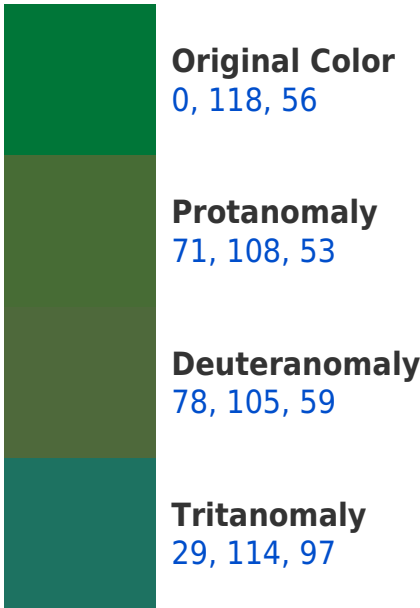 Original Color
0, 118, 56
Protanomaly
71, 108, 53
Deuteranomaly
78, 105, 59
Tritanomaly
29, 114, 97